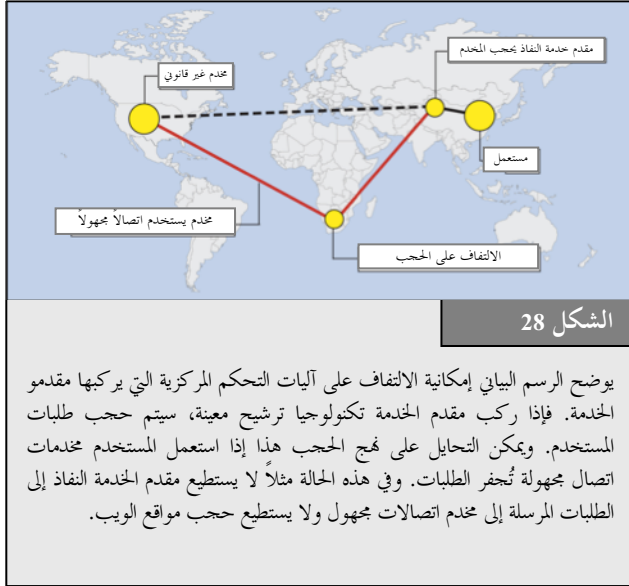 مقدم خدمة النفاذ يحجب المخدم
مخدم غير قانوني
مستعمل
مخدم يستخدم اتصالاً مجهولاً
الالتفاف على الحجب
الشكل 28
يوضح الرسم البياني إمكانية الالتفاف على آليات التحكم المركزية التي يركبها مقدمو
الخدمة. فإذا ركب مقدم الخدمة تكنولوجيا ترشيح معينة، سيتم حجب طلبات
المستخدم. ويمكن التحايل على نهج الحجب هذا إذا استعمل المستخدم مخدمات
اتصال مجهولة تُجفر الطلبات. وفي هذه الحالة مثلاً لا يستطيع مقدم الخدمة النفاذ إلى
الطلبات المرسلة إلى مخدم اتصالات مجهول ولا يستطيع حجب مواقع الويب.